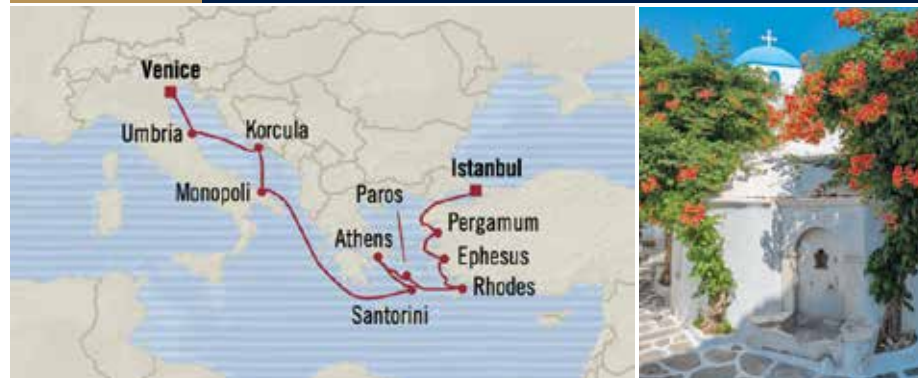 Venice
Umbria
Korcula
Monopoli
Istanbul
Paros
Pergamum
Athens
Ephesus
Rhodes
Santorini